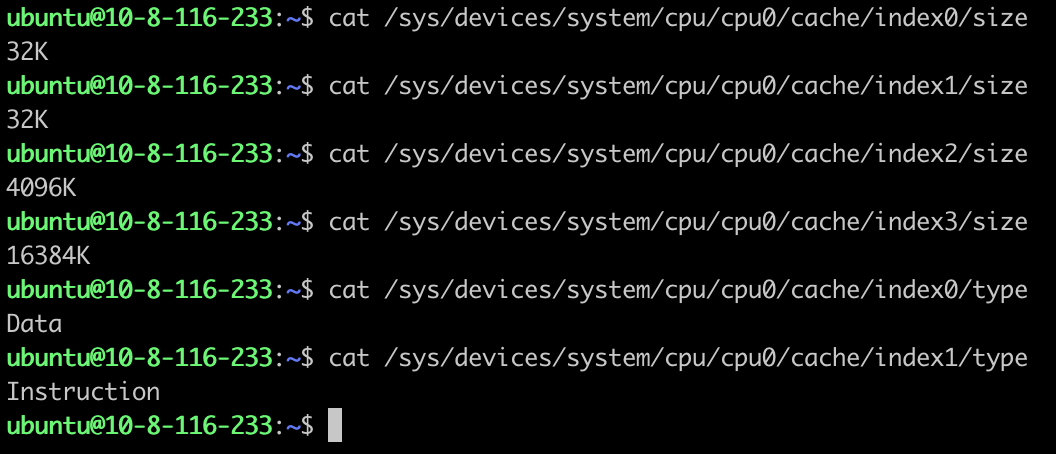 ubuntu@10-8-116-233:~$ cat /sys/devices/system/cpu/cpu0/cache/index0/size
32K
ubuntu@10-8-116-233:~$ cat /sys/devices/system/cpu/cpu0/cache/index1/size
32K
ubuntu@10-8-116-233:~$ cat /sys/devices/system/cpu/cpu0/cache/index2/size
4096K
ubuntu@10-8-116-233:~$ cat /sys/devices/system/cpu/cpu0/cache/index3/size
16384K
ubuntu@10-8-116-233:~$ cat /sys/devices/system/cpu/cpu0/cache/index0/type
Data
ubuntu@10-8-116-233:~$ cat /sys/devices/system/cpu/cpu0/cache/index1/type
Instruction
ubuntu@10-8-116-233:~$